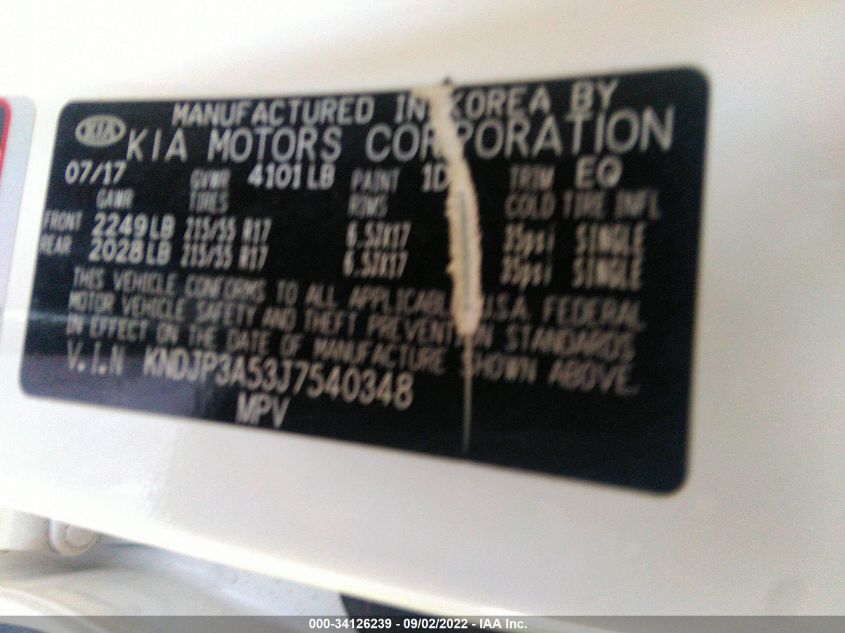 MANUFACTURED IN KOREA BY
KIA KIA MOTORS CORPORATION
07/17 GVWR 4101 LB PAINT 1D TRIM EQ
GAWR TIRES RIMS COLD TIRE INFL
FRONT 2249 LB 215/55 R17 6.5JX17 35psi SINGLE
REAR 2028 LB 215/55 R17 6.5JX17 35psi SINGLE
THIS VEHICLE CONFORMS TO ALL APPLICABLE U.S.A. FEDERAL
MOTOR VEHICLE SAFETY AND THEFT PREVENTION STANDARDS
IN EFFECT ON THE DATE OF MANUFACTURE SHOWN ABOVE.
V.I.N KNDJP3A53J7540348
MPV
000-34126239 - 09/02/2022 - IAA Inc.